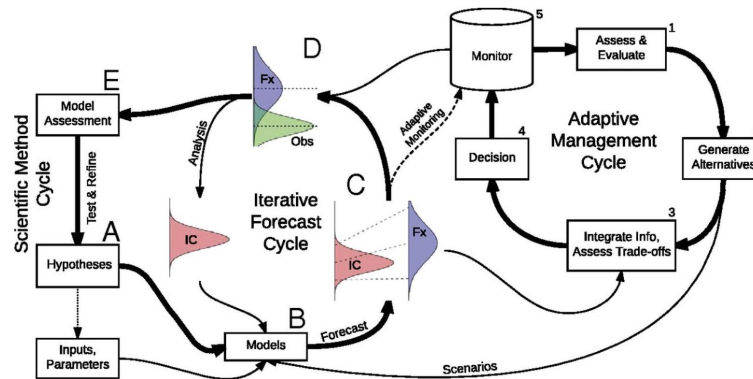 5
1
D
Fx
Monitor
Assess &
Evaluate
E
Model
Assessment
Obs
Analysis
Adaptive
Monitoring
4
Decision
Adaptive
Management
Cycle
Generate
Alternatives
Scientific Method
Cycle
Test & Refine
Iterative
Forecast
Cycle
C
A
Hypotheses
IC
IC
Fx
3
Integrate Info,
Assess Trade-offs
B
Models
Forecast
Inputs,
Parameters
Scenarios